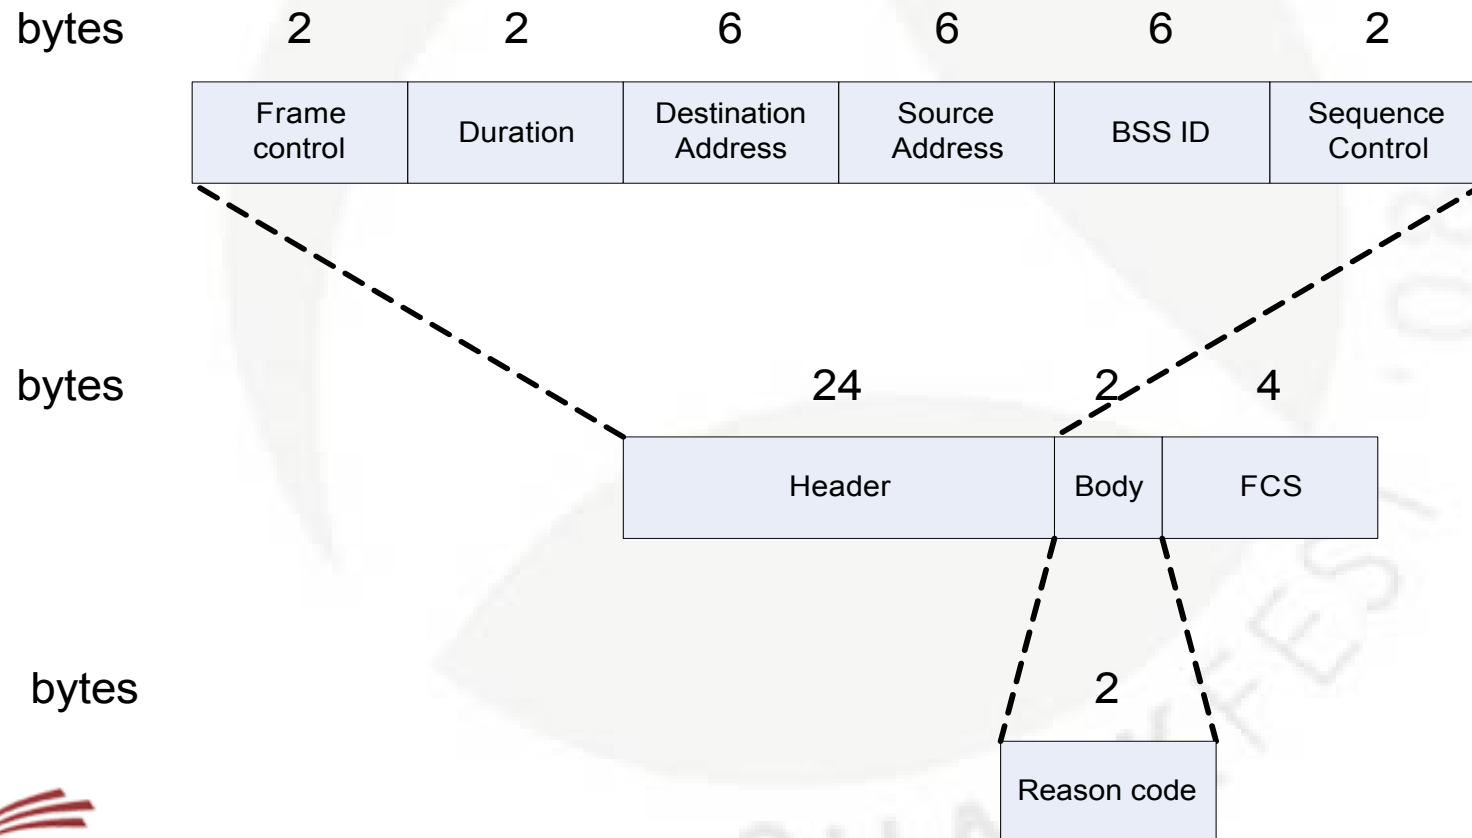 bytes 2 2 6 6 6 2
Frame control
Duration
Destination Address
Source Address
BSS ID
Sequence Control
bytes 24 2 4
Header
Body
FCS
bytes 2
Reason code